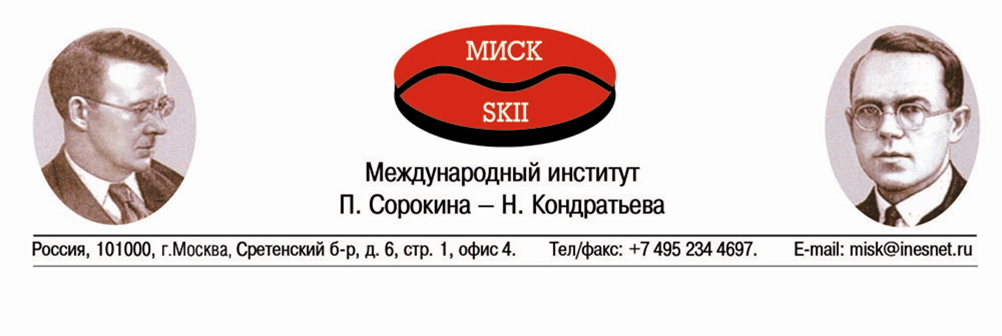 МИСК
SKII
Международный институт
П. Сорокина – Н. Кондратьева
Россия, 101000, г.Москва, Сретенский б-р, д. 6, стр. 1, офис 4. Тел/факс: +7 495 234 4697. E-mail: misk@inesnet.ru